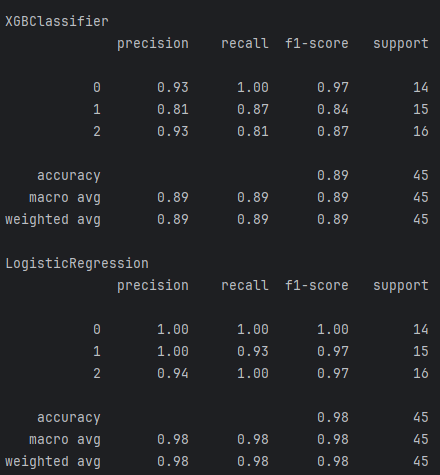 XGBClassifier
precision recall f1-score support
0 0.93 1.00 0.97 14
1 0.81 0.87 0.84 15
2 0.93 0.81 0.87 16
accuracy 0.89 45
macro avg 0.89 0.89 0.89 45
weighted avg 0.89 0.89 0.89 45
LogisticRegression
precision recall f1-score support
0 1.00 1.00 1.00 14
1 1.00 0.93 0.97 15
2 0.94 1.00 0.97 16
accuracy 0.98 45
macro avg 0.98 0.98 0.98 45
weighted avg 0.98 0.98 0.98 45